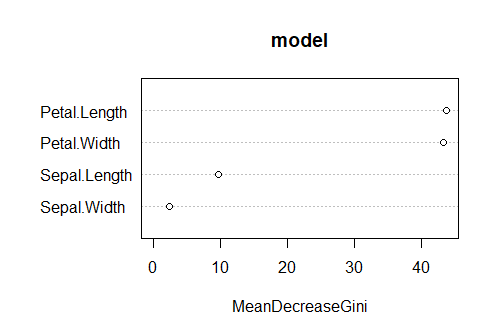 model
Petal.Length
Petal.Width
Sepal.Length
Sepal.Width
0 10 20 30 40
MeanDecreaseGini